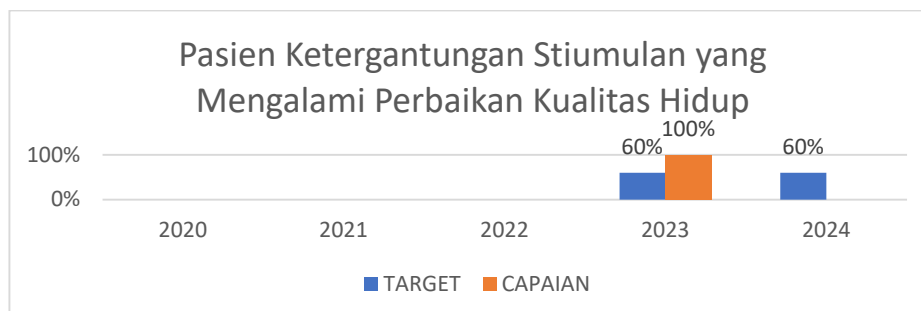 Pasien Ketergantungan Stiumulan yang
Mengalami Perbaikan Kualitas Hidup
100%
60% 60%
100%
0%
2020 2021 2022 2023 2024
TARGET CAPAIAN